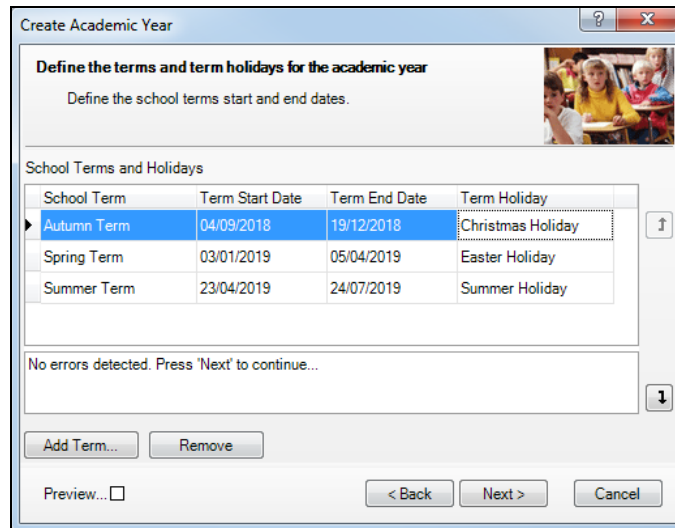 Create Academic Year
Define the terms and term holidays for the academic year
Define the school terms start and end dates.
School Terms and Holidays
School Term Term Start Date Term End Date Term Holiday
Autumn Term 04/09/2018 19/12/2018 Christmas Holiday
Spring Term 03/01/2019 05/04/2019 Easter Holiday
Summer Term 23/04/2019 24/07/2019 Summer Holiday
No errors detected. Press 'Next' to continue...
Add Term... Remove
Preview... < Back Next > Cancel